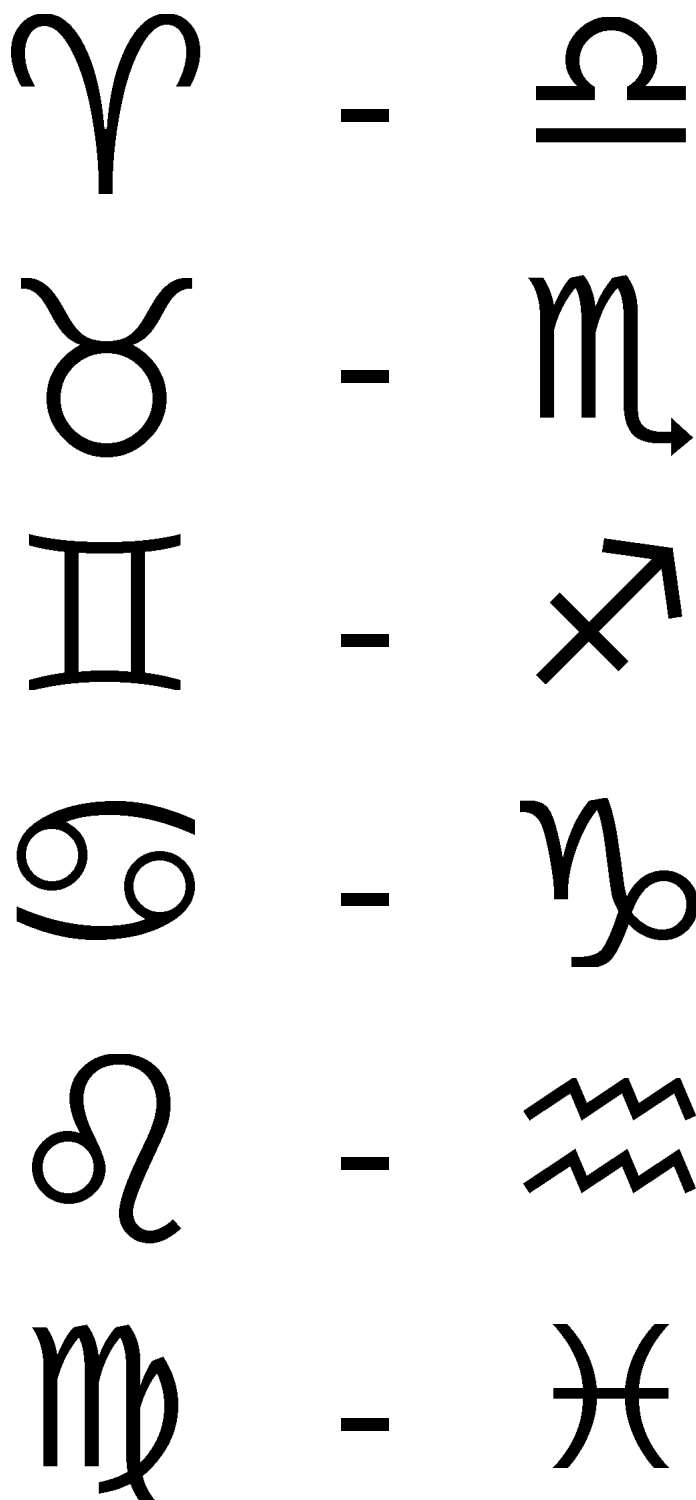 ♈ - ♎
♉ - ♏
♊ - ♐
♋ - ♑
♌ - ♒
♍ - ♓